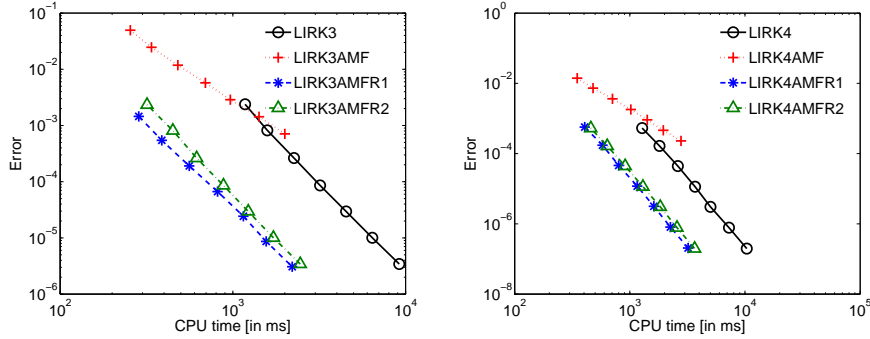 10^0
10^-1
10^-2
10^-3
10^-4
10^-5
10^-6
Error
10^2
10^3
10^4
CPU time [in ms]
LIRK3
LIRK3AMF
LIRK3AMFR1
LIRK3AMFR2
10^0
10^-2
10^-4
10^-6
10^-8
Error
10^2
10^3
10^4
10^5
CPU time [in ms]
LIRK4
LIRK4AMF
LIRK4AMFR1
LIRK4AMFR2